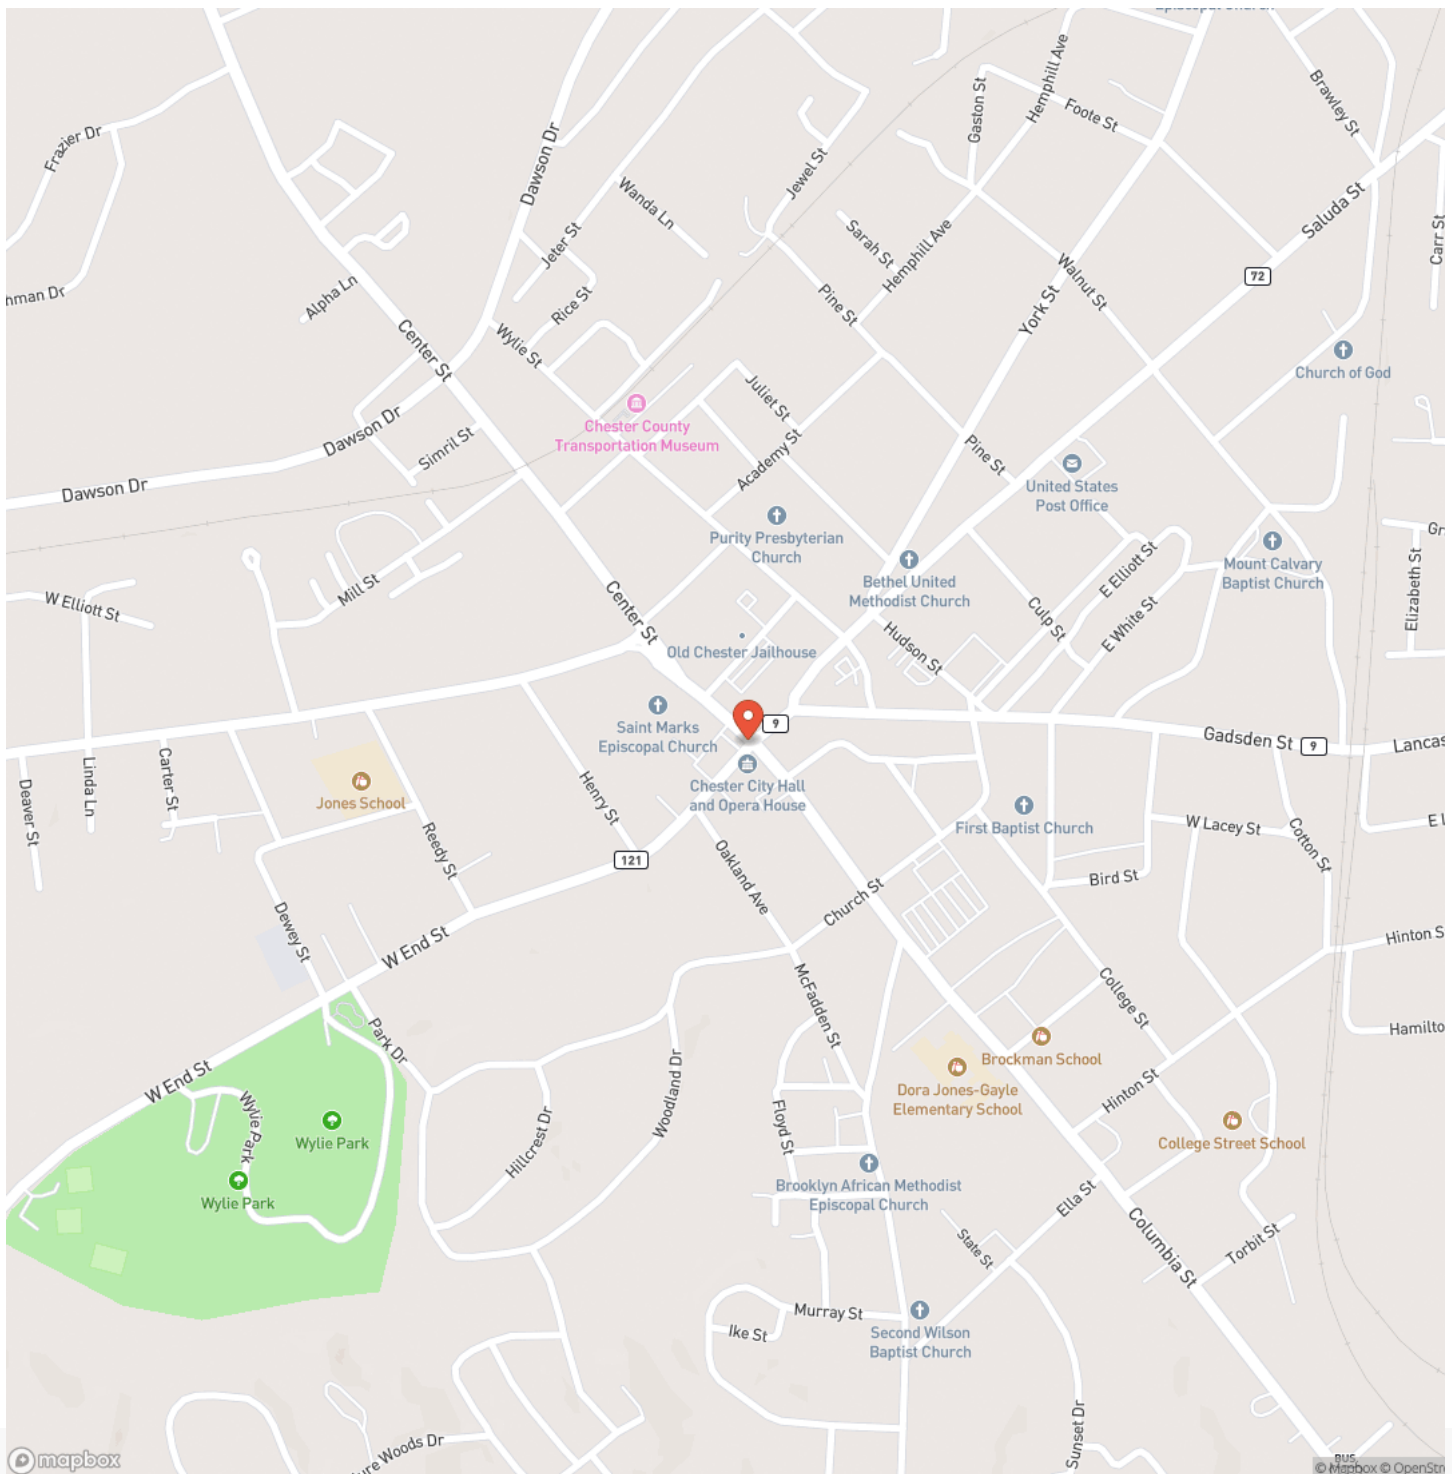 Episcopal Church
Frazier Dr
Dawson Dr
Gaston St
Hemphill Ave
Foote St
Brawley St
Wanda Ln
Jewel St
Jeter St
Sarah St
Hemphill Ave
Walnut St
Saluda St
Carr St
72
nman Dr
Alpha Ln
Rice St
Pine St
York St
Center St
Wylie St
Church of God
Juliet St
Chester County
Transportation Museum
Dawson Dr
Simril St
Academy St
Pine St
Dawson Dr
United States
Post Office
Purity Presbyterian
Church
Bethel United
Methodist Church
E Elliott St
Mount Calvary
Baptist Church
Elizabeth St
Gr
W Elliott St
Mill St
Center St
Culp St
E White St
Hudson St
Old Chester Jailhouse
Saint Marks
Episcopal Church
9
Gadsden St
9
Lancas
Deaver St
Linda Ln
Carter St
Jones School
Henry St
Chester City Hall
and Opera House
First Baptist Church
W Lacey St
Cotton St
E L
Reedy St
121
Oakland Ave
Church St
Bird St
Dewey St
W End St
Hinton S
McFadden St
College St
Park Dr
Hamilto
Brockman School
W End St
Wylie Park
Woodland Dr
Dora Jones-Gayle
Elementary School
Hinton St
Wylie Park
Hillcrest Dr
Floyd St
College Street School
Wylie Park
Brooklyn African Methodist
Episcopal Church
Ella St
State St
Columbia St
Torbit St
Murray St
Ike St
Second Wilson
Baptist Church
Sunset Dr
ure Woods Dr
mapbox
BUS
© Mapbox © OpenStre